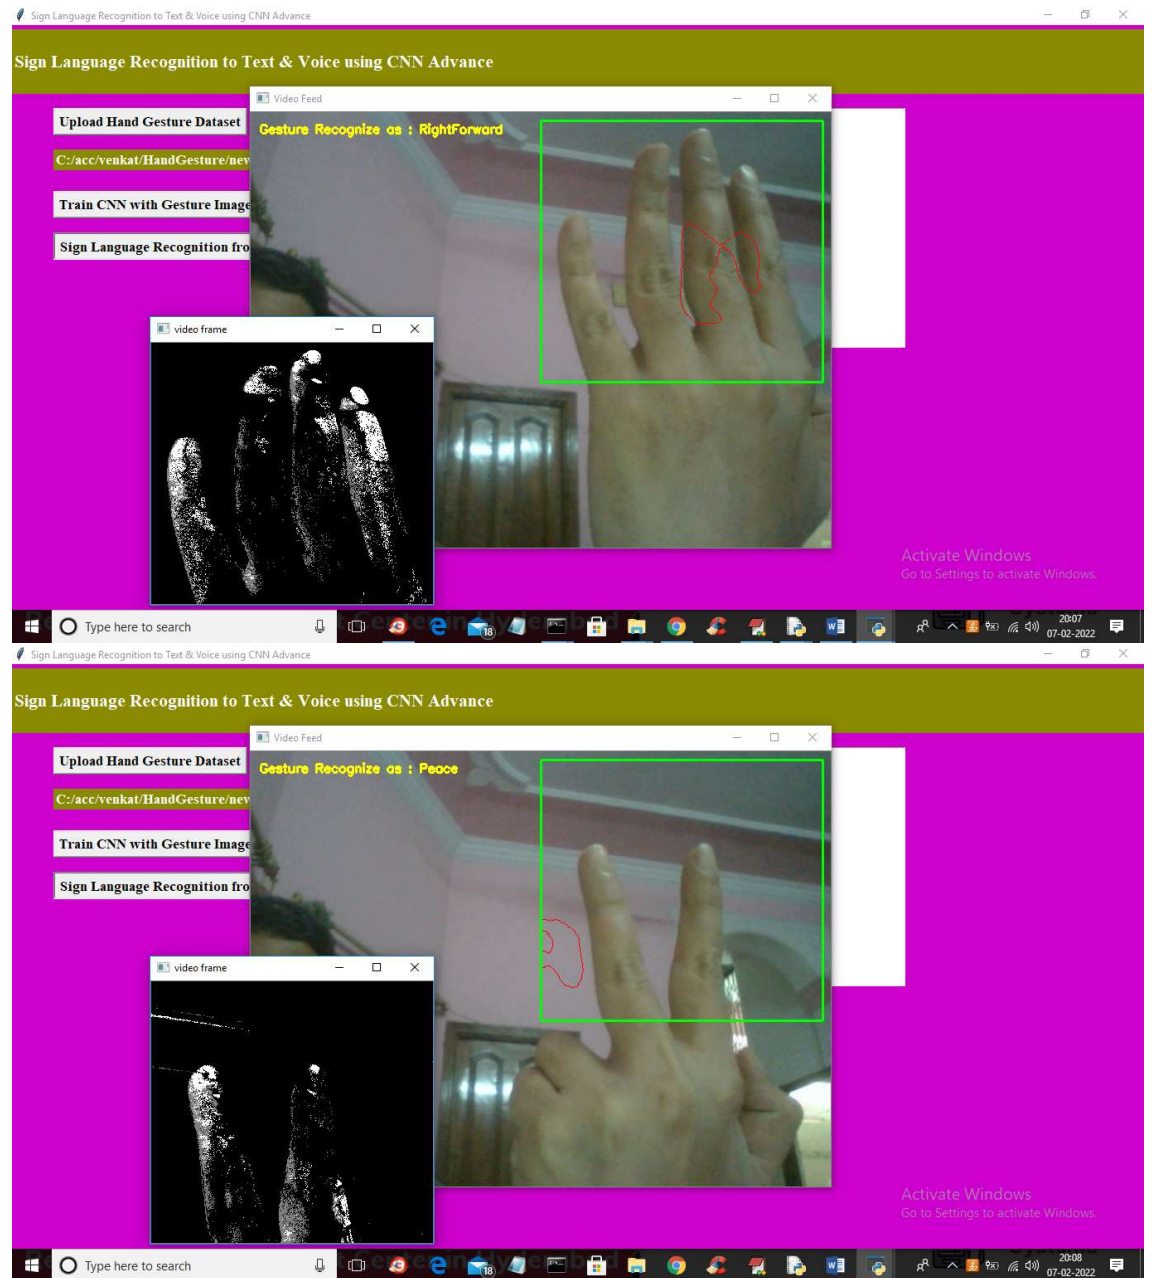 Sign Language Recognition to Text & Voice using CNN Advance
Sign Language Recognition to Text & Voice using CNN Advance
Video Feed
Upload Hand Gesture Dataset
Gesture Recognize as : RightForward
C:/acc/venkat/HandGesture/new
Train CNN with Gesture Image
Sign Language Recognition fro
video frame
Activate Windows
Go to Settings to activate Windows.
Type here to search
18
20:07
07-02-2022
Sign Language Recognition to Text & Voice using CNN Advance
Sign Language Recognition to Text & Voice using CNN Advance
Video Feed
Upload Hand Gesture Dataset
Gesture Recognize as : Peace
C:/acc/venkat/HandGesture/new
Train CNN with Gesture Image
Sign Language Recognition fro
video frame
Activate Windows
Go to Settings to activate Windows.
Type here to search
18
20:08
07-02-2022